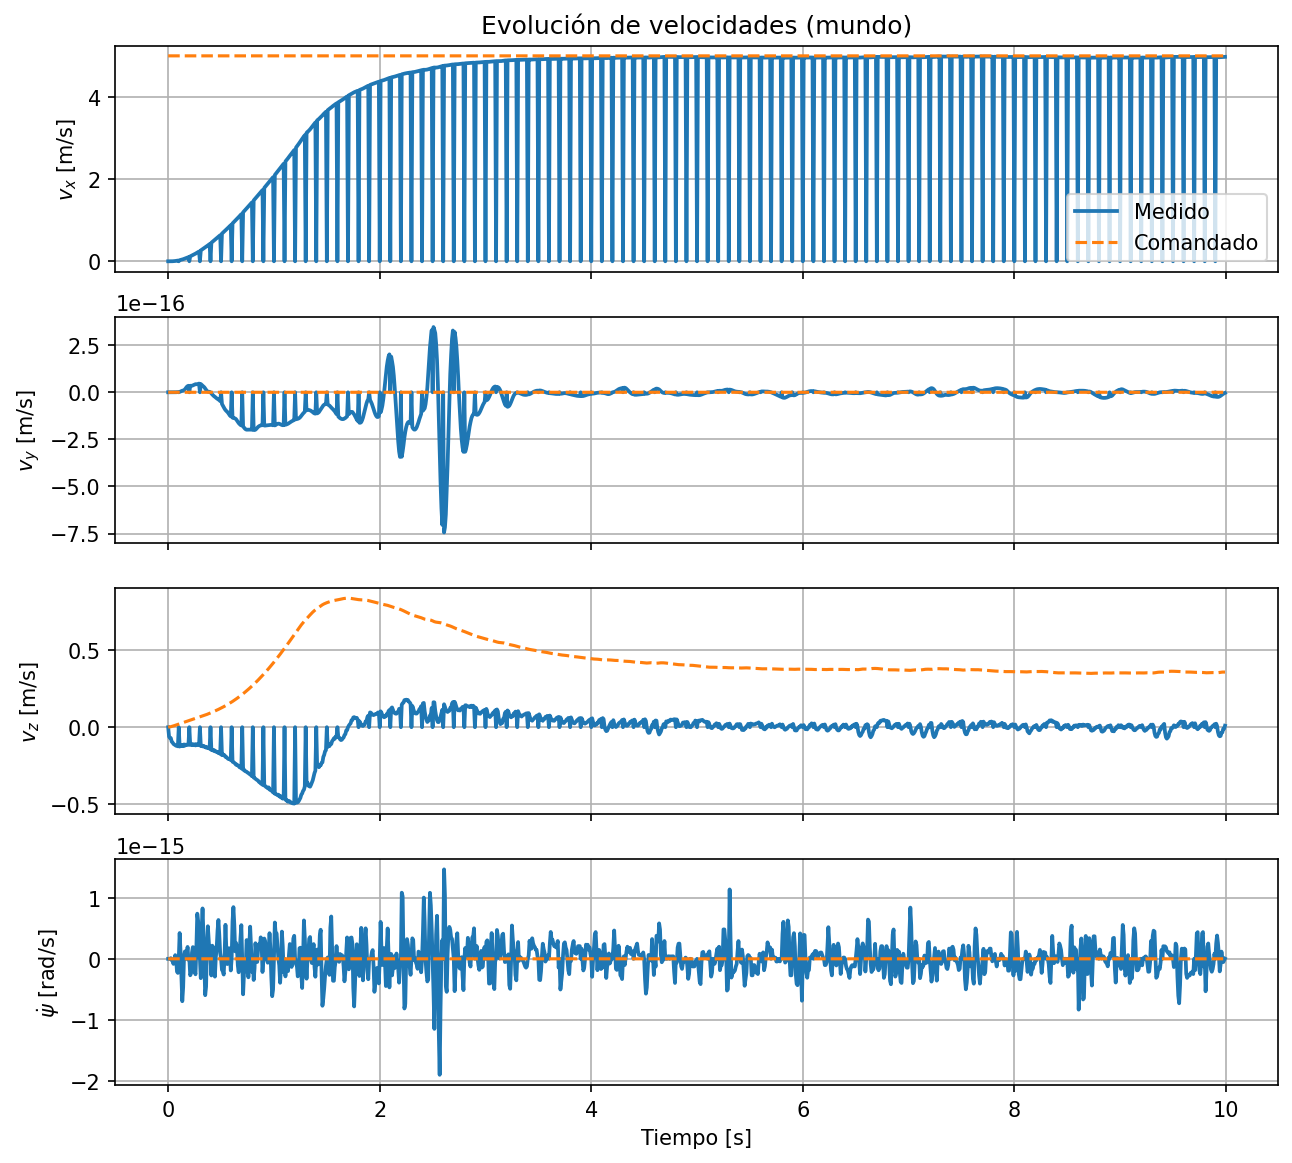 Evolución de velocidades (mundo)
4
2
0
v_x [m/s]
Medido
Comandado
1e−16
2.5
0.0
−2.5
−5.0
−7.5
v_y [m/s]
0.5
0.0
−0.5
v_z [m/s]
1e−15
1
0
−1
−2
ψ̇ [rad/s]
0 2 4 6 8 10
Tiempo [s]